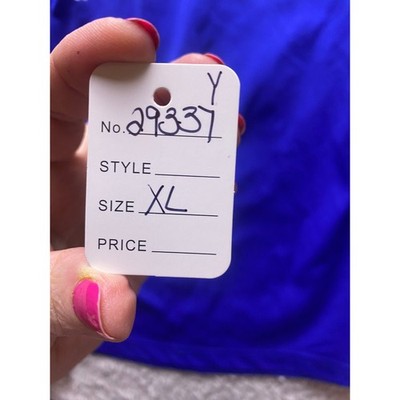 Y
No. 29337
STYLE
SIZE XL
PRICE